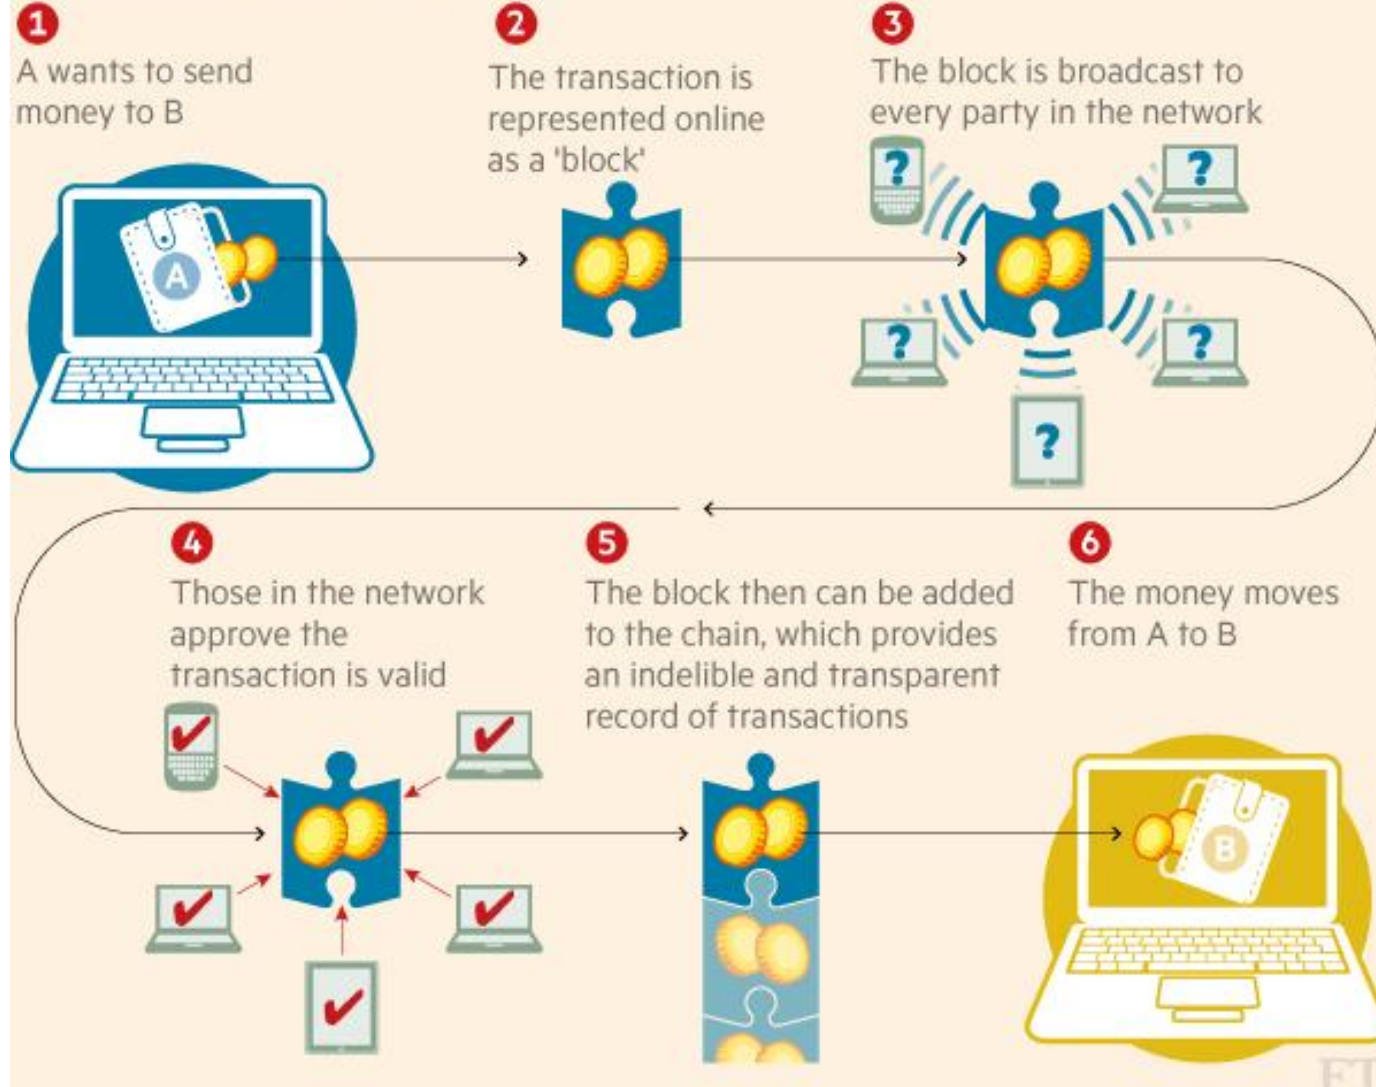 1
A wants to send
money to B
2
The transaction is
represented online
as a 'block'
3
The block is broadcast to
every party in the network
A
?
?
?
?
?
4
Those in the network
approve the
transaction is valid
5
The block then can be added
to the chain, which provides
an indelible and transparent
record of transactions
6
The money moves
from A to B
B